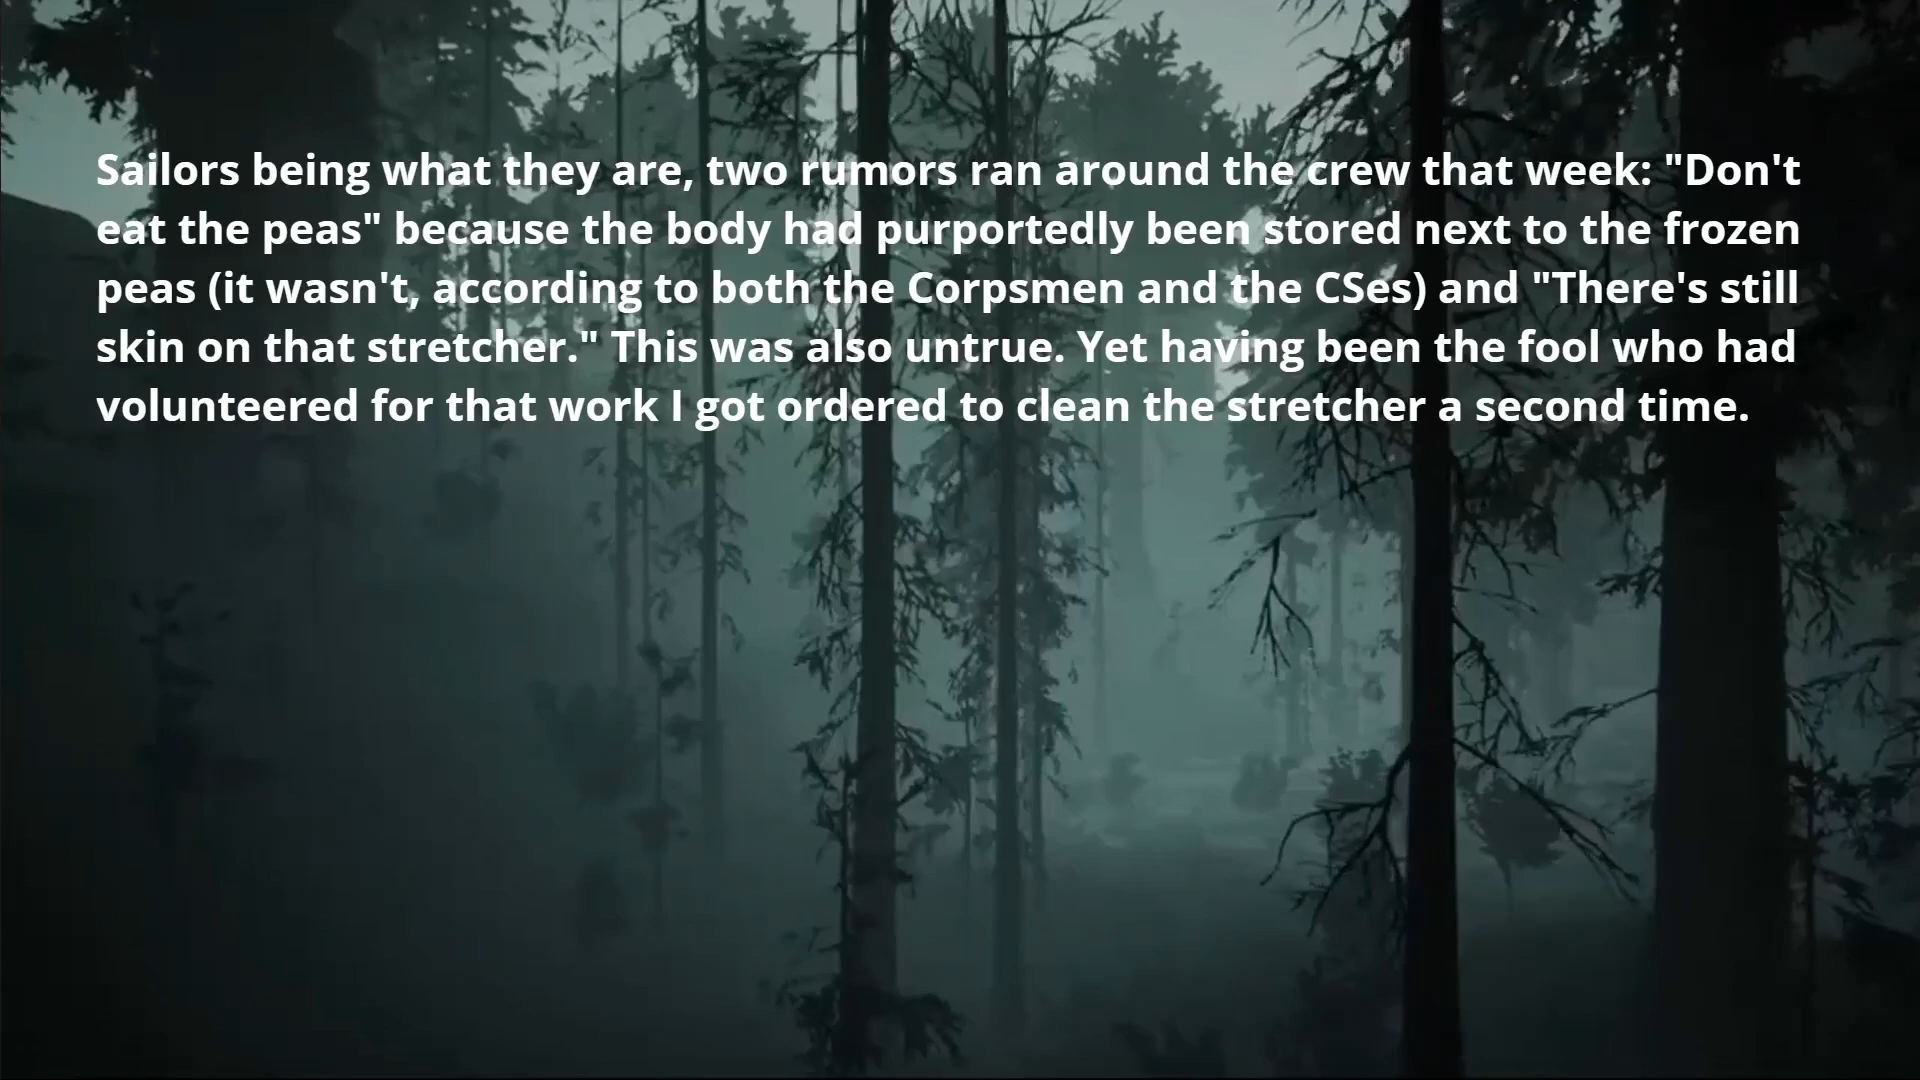 Sailors being what they are, two rumors ran around the crew that week: "Don't
eat the peas" because the body had purportedly been stored next to the frozen
peas (it wasn't, according to both the Corpsmen and the CSes) and "There's still
skin on that stretcher." This was also untrue. Yet having been the fool who had
volunteered for that work I got ordered to clean the stretcher a second time.